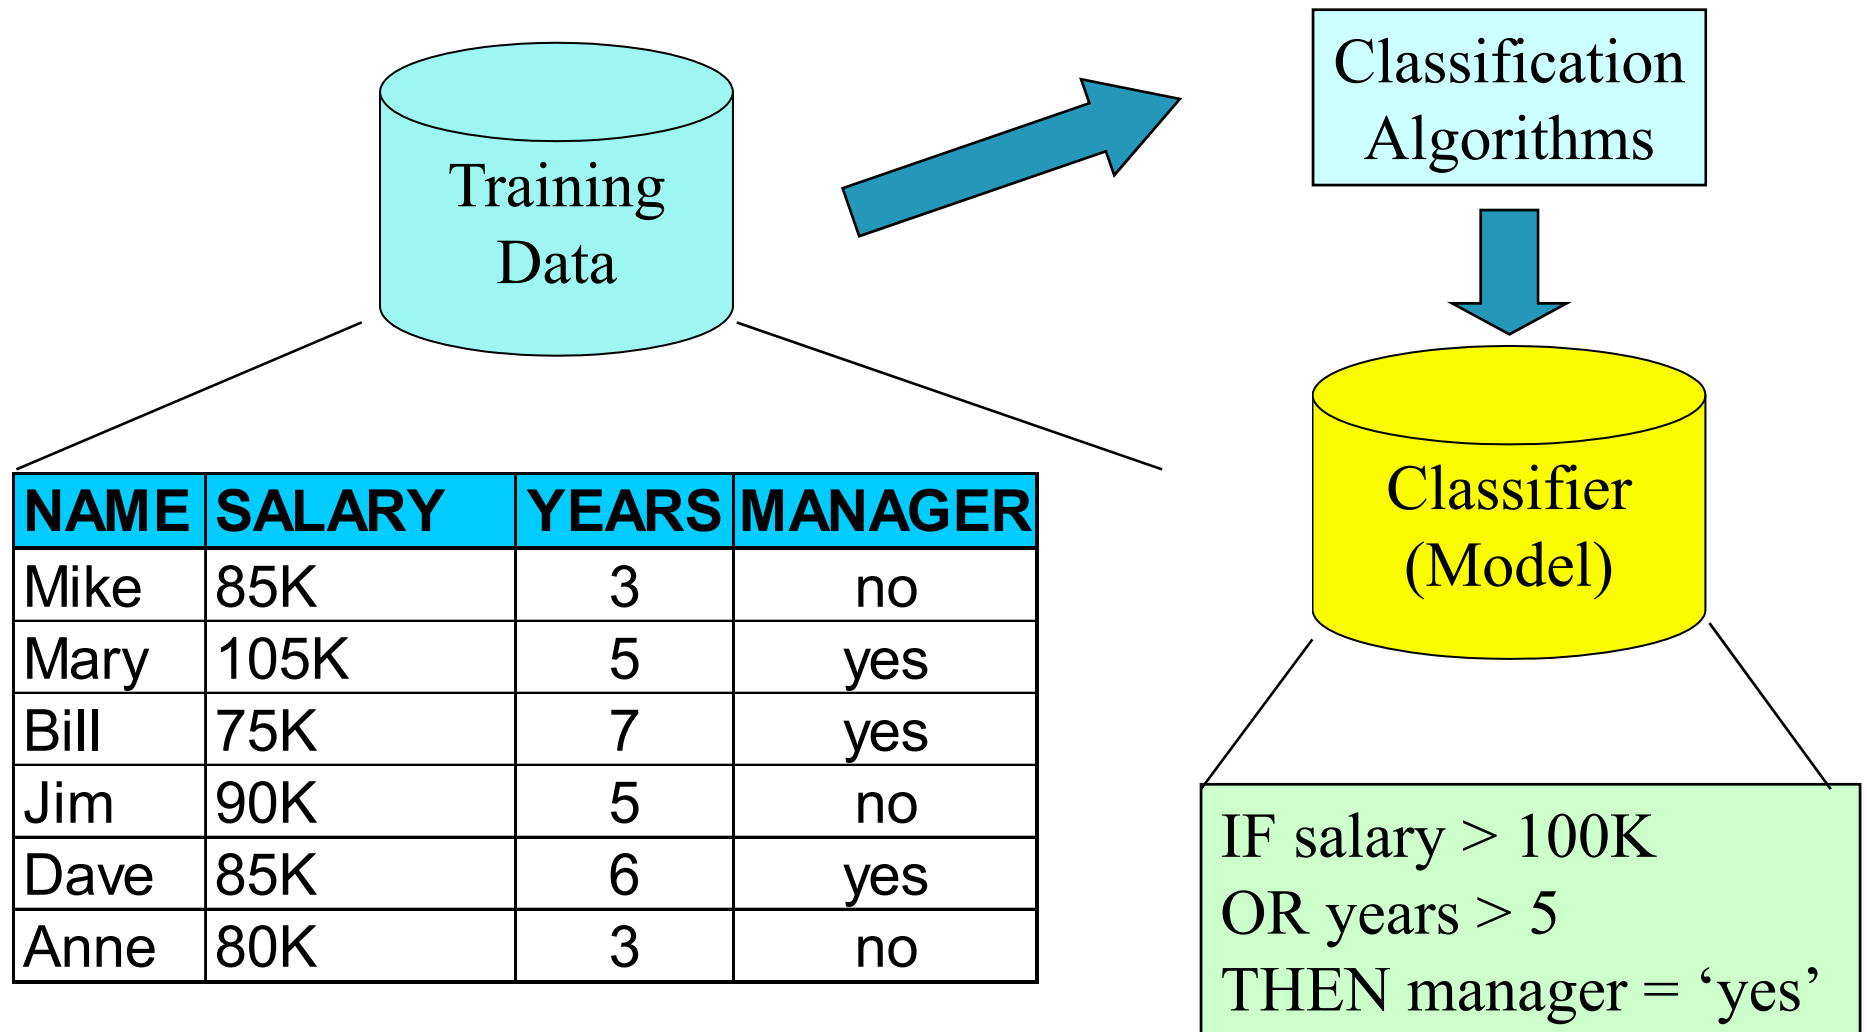 Training
Data
Classification
Algorithms
NAME SALARY YEARS MANAGER
Mike 85K 3 no
Mary 105K 5 yes
Bill 75K 7 yes
Jim 90K 5 no
Dave 85K 6 yes
Anne 80K 3 no
Classifier
(Model)
IF salary > 100K
OR years > 5
THEN manager = ‘yes’